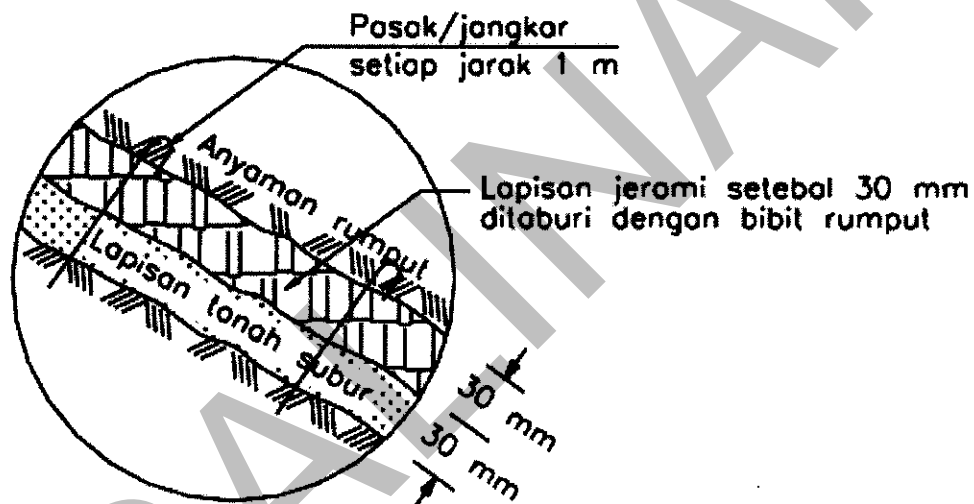 Pasak/jangkar
setiap jarak 1 m
Anyaman rumput
Lapisan jerami setebal 30 mm
ditaburi dengan bibit rumput
Lapisan tanah subur
30 mm
30 mm